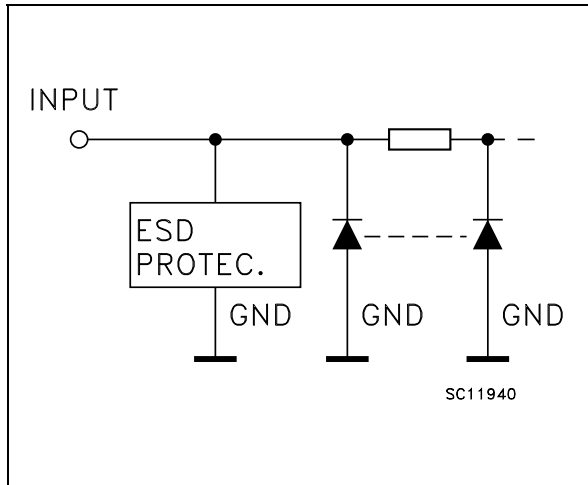 INPUT
ESD
PROTEC.
GND
GND
GND
SC11940